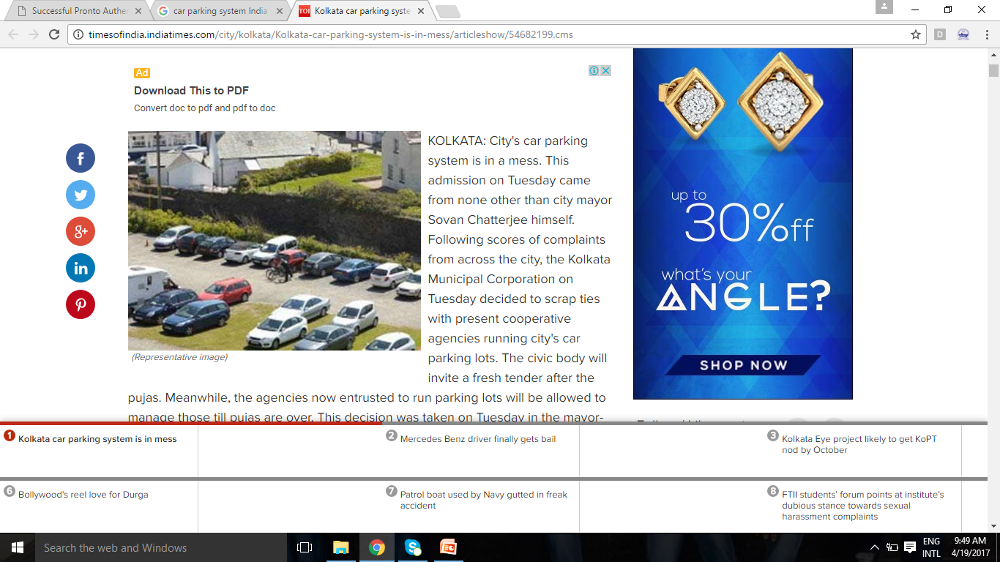 Successful Pronto Auther
car parking system India
TOI Kolkata car parking syste
timesofindia.indiatimes.com/city/kolkata/Kolkata-car-parking-system-is-in-mess/articleshow/54682199.cms
D
Ad
Download This to PDF
Convert doc to pdf and pdf to doc
KOLKATA: City's car parking
system is in a mess. This
admission on Tuesday came
from none other than city mayor
Sovan Chatterjee himself.
Following scores of complaints
from across the city, the Kolkata
Municipal Corporation on
Tuesday decided to scrap ties
with present cooperative
agencies running city's car
parking lots. The civic body will
invite a fresh tender after the
(Representative image)
pujas. Meanwhile, the agencies now entrusted to run parking lots will be allowed to
manage those till pujas are over. This decision was taken on Tuesday in the mayor-
f
g+
in
up to
30%off
what's your
ANGLE?
SHOP NOW
1 Kolkata car parking system is in mess
2 Mercedes Benz driver finally gets bail
3 Kolkata Eye project likely to get KoPT
nod by October
6 Bollywood's reel love for Durga
7 Patrol boat used by Navy gutted in freak
accident
8 FTII students' forum points at institute's
dubious stance towards sexual
harassment complaints
Search the web and Windows
ENG
INTL
9:49 AM
4/19/2017